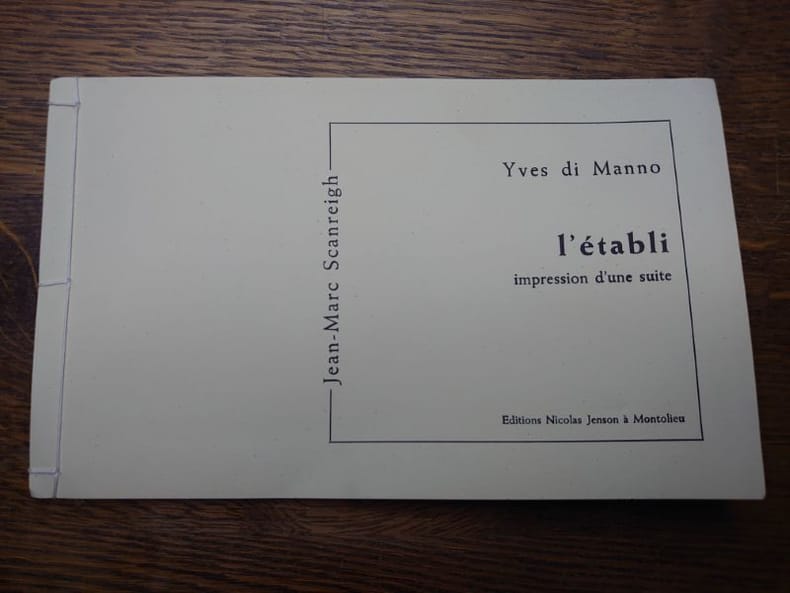 Jean-Marc Scanreigh
Yves di Manno
l'établi
impression d'une suite
Editions Nicolas Jenson à Montolieu